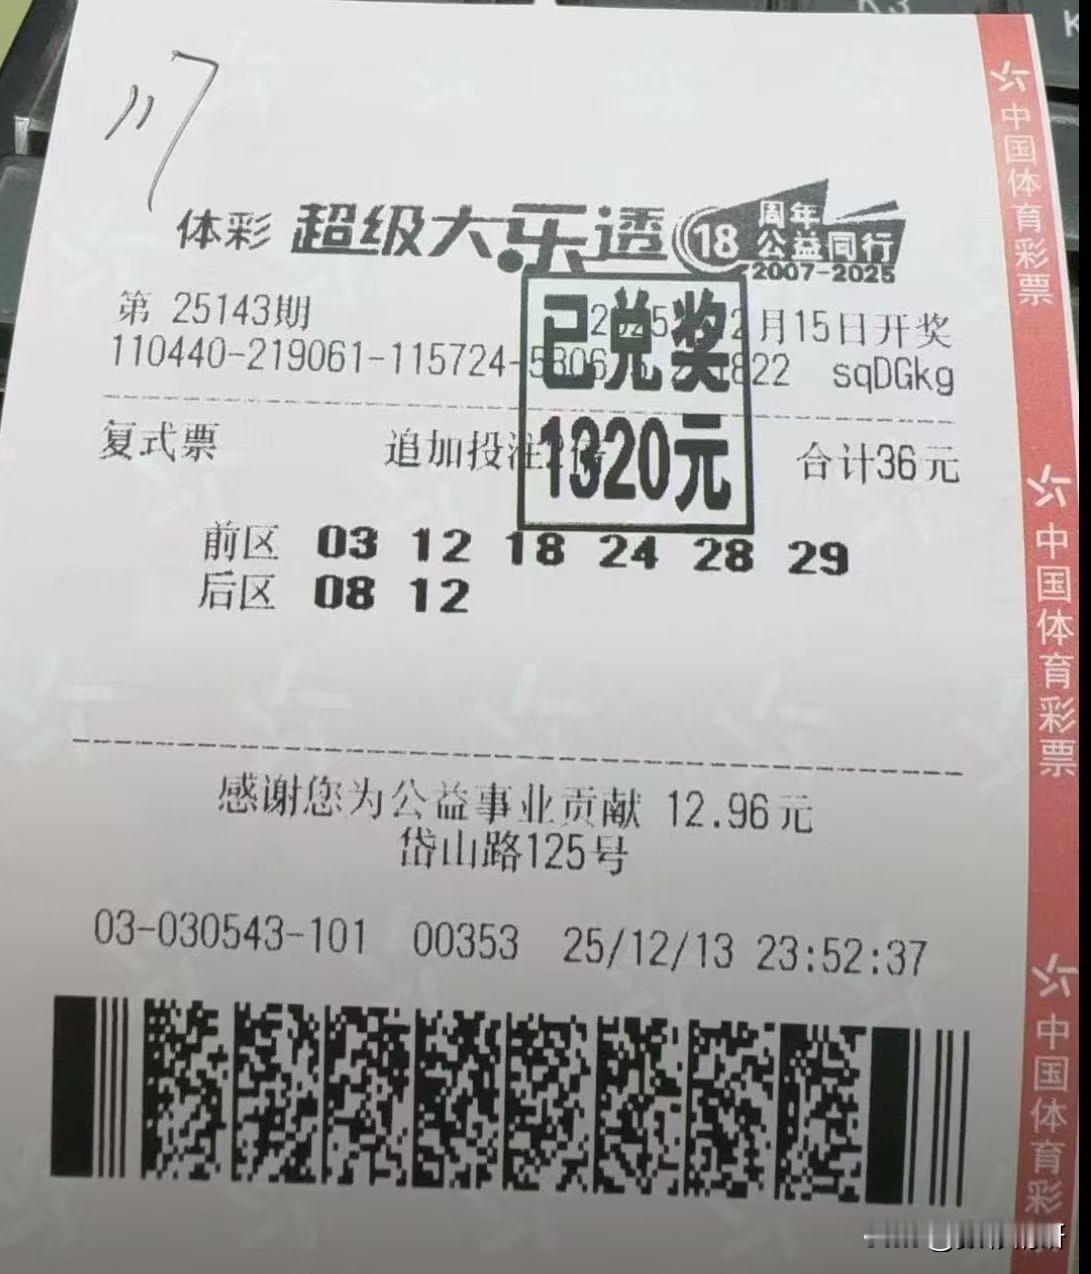 117
体彩 超级大乐透 18 周年 公益同行 2007-2025
第 25143期 2025 12月15日开奖
110440-219061-115724-5806 822 sqDGkg
已兑奖
1320元
复式票 追加投注2倍 合计36元
前区 03 12 18 24 28 29
后区 08 12
感谢您为公益事业贡献 12.96元
岱山路125号
03-030543-101 00353 25/12/13 23:52:37
中国体育彩票
中国体育彩票
中国体育彩